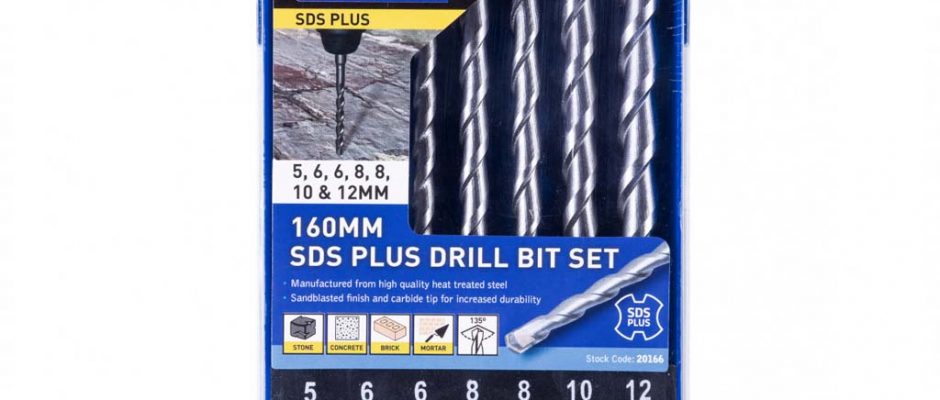 SDS PLUS
5, 6, 6, 8, 8,
10 & 12MM
160MM
SDS PLUS DRILL BIT SET
· Manufactured from high quality heat treated steel
· Sandblasted finish and carbide tip for increased durability
STONE CONCRETE BRICK MORTAR 135°
SDS
PLUS
Stock Code: 20166
5 6 6 8 8 10 12